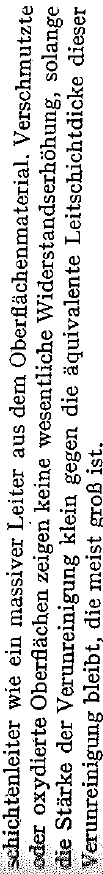 schichtenleiter wie ein massiver Leiter aus dem Oberflächenmaterial. Verschmutzte
oder oxydierte Oberflächen zeigen keine wesentliche Widerstandserhöhung, solange
die Stärke der Verunreinigung klein gegen die äquivalente Leitschichtdicke dieser
Verunreinigung bleibt, die meist groß ist.